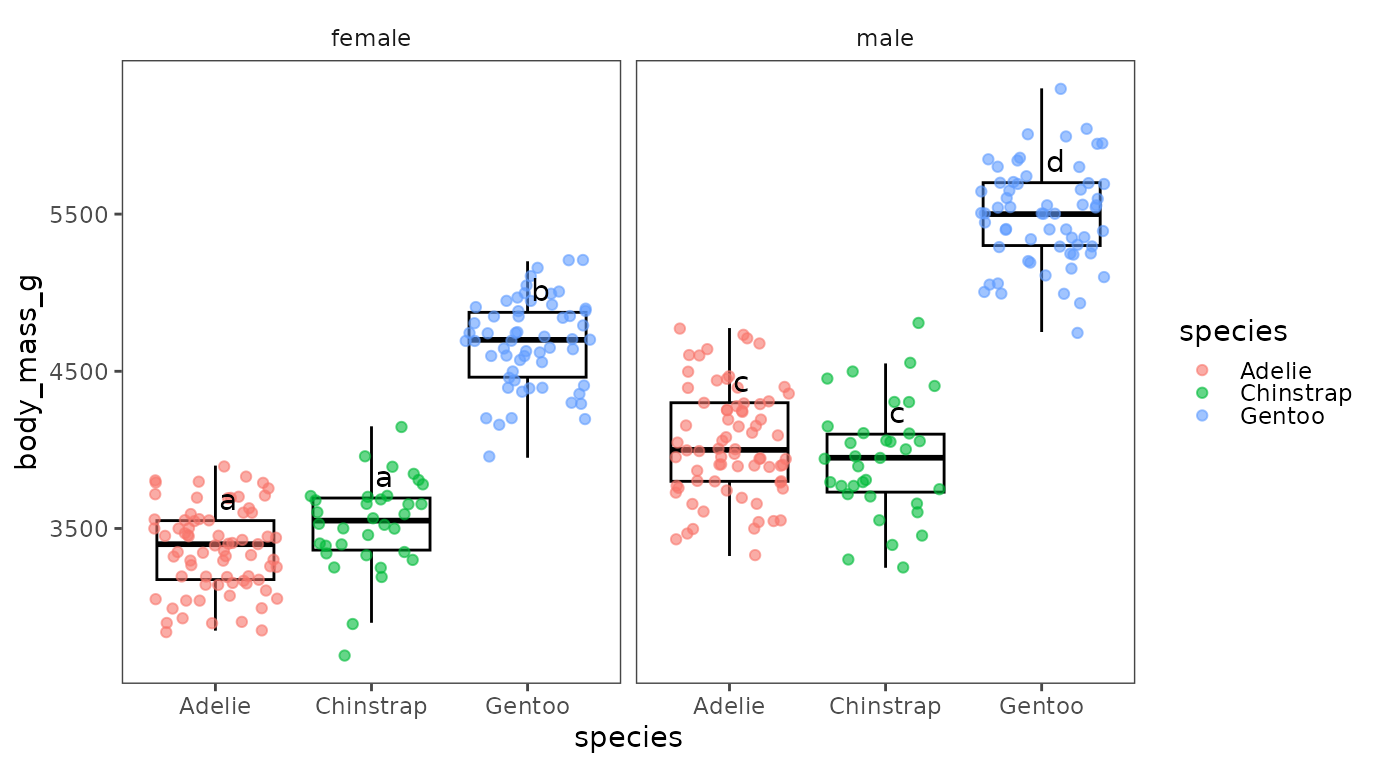 female
male
body_mass_g
5500
4500
3500
a
a
b
c
c
d
Adelie
Chinstrap
Gentoo
Adelie
Chinstrap
Gentoo
species
species
Adelie
Chinstrap
Gentoo